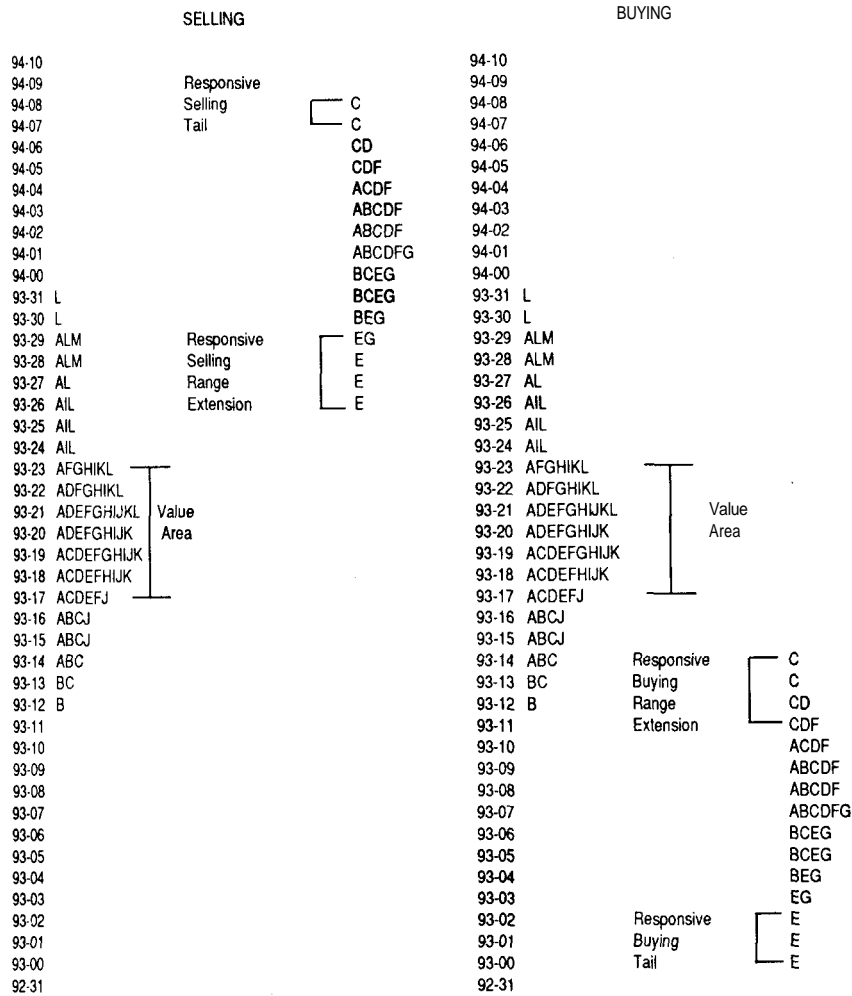 SELLING BUYING
94-10 94-10
94-09 Responsive 94-09
94-08 Selling C 94-08
94-07 Tail C 94-07
94-06 CD 94-06
94-05 CDF 94-05
94-04 ACDF 94-04
94-03 ABCDF 94-03
94-02 ABCDF 94-02
94-01 ABCDFG 94-01
94-00 BCEG 94-00
93-31 L BCEG 93-31 L
93-30 L BEG 93-30 L
93-29 ALM Responsive EG 93-29 ALM
93-28 ALM Selling E 93-28 ALM
93-27 AL Range E 93-27 AL
93-26 AIL Extension E 93-26 AIL
93-25 AIL 93-25 AIL
93-24 AIL 93-24 AIL
93-23 AFGHIKL 93-23 AFGHIKL
93-22 ADFGHIKL 93-22 ADFGHIKL
93-21 ADEFGHIJKL Value 93-21 ADEFGHIJKL Value
93-20 ADEFGHIJK Area 93-20 ADEFGHIJK Area
93-19 ACDEFGHIJK 93-19 ACDEFGHIJK
93-18 ACDEFHIJK 93-18 ACDEFHIJK
93-17 ACDEFJ 93-17 ACDEFJ
93-16 ABCJ 93-16 ABCJ
93-15 ABCJ 93-15 ABCJ
93-14 ABC 93-14 ABC Responsive C
93-13 BC 93-13 BC Buying C
93-12 B 93-12 B Range CD
93-11 93-11 Extension CDF
93-10 93-10 ACDF
93-09 93-09 ABCDF
93-08 93-08 ABCDF
93-07 93-07 ABCDFG
93-06 93-06 BCEG
93-05 93-05 BCEG
93-04 93-04 BEG
93-03 93-03 EG
93-02 93-02 Responsive E
93-01 93-01 Buying E
93-00 93-00 Tail E
92-31 92-31